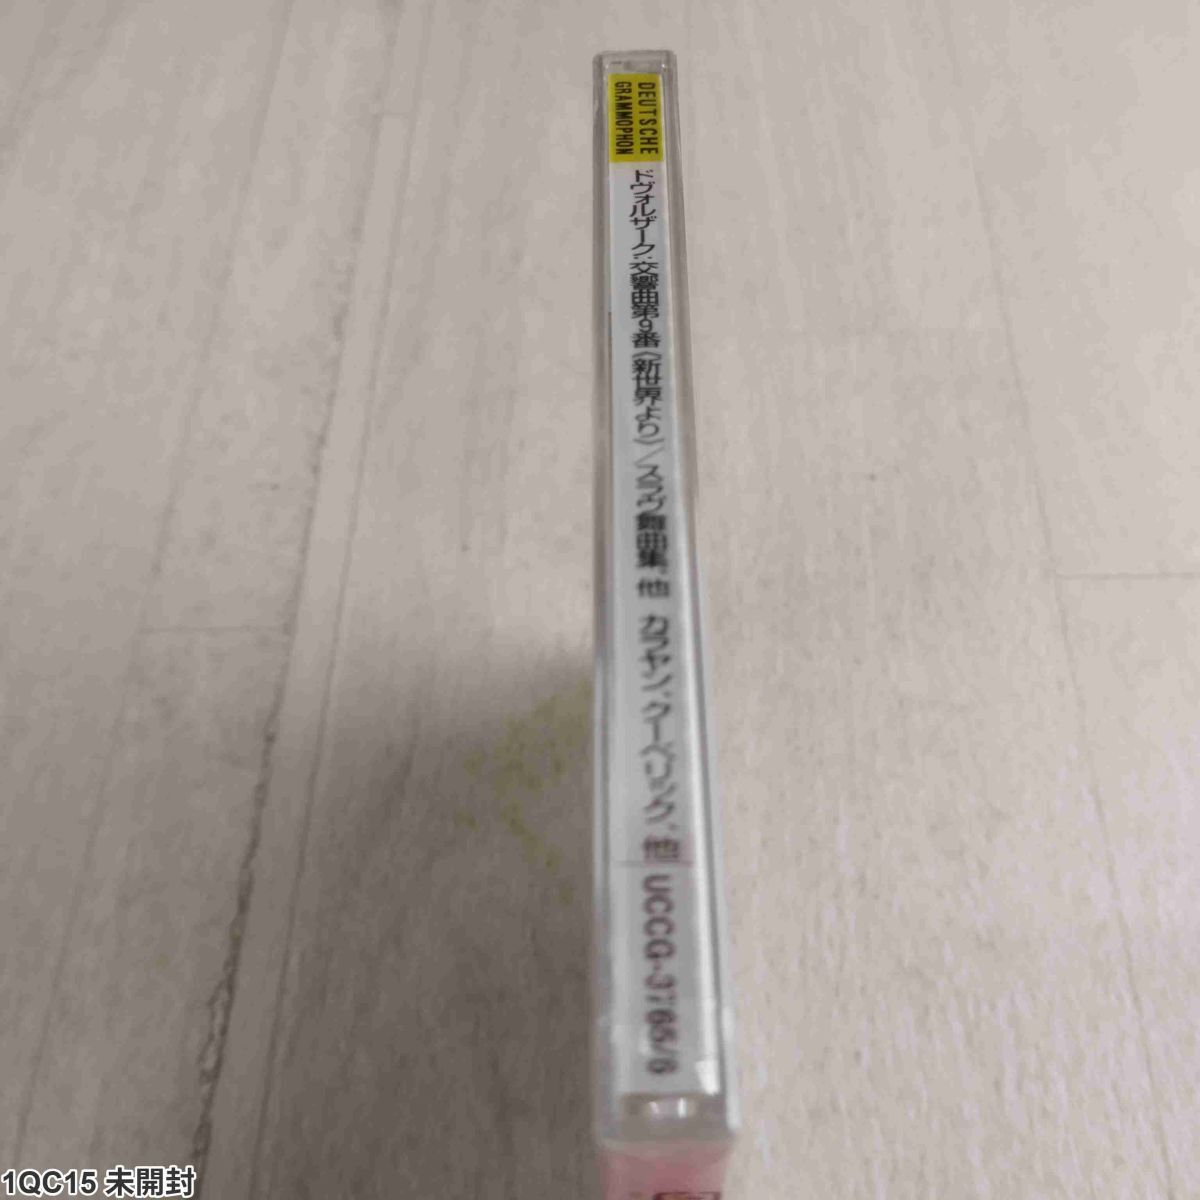 DEUTSCHE
GRAMMOPHON
ドヴォルザーク:交響曲第9番《新世界より》/スラヴ舞曲集、他 カラヤン、クーベリック、他
UCCG-3765/6
1QC15 未開封